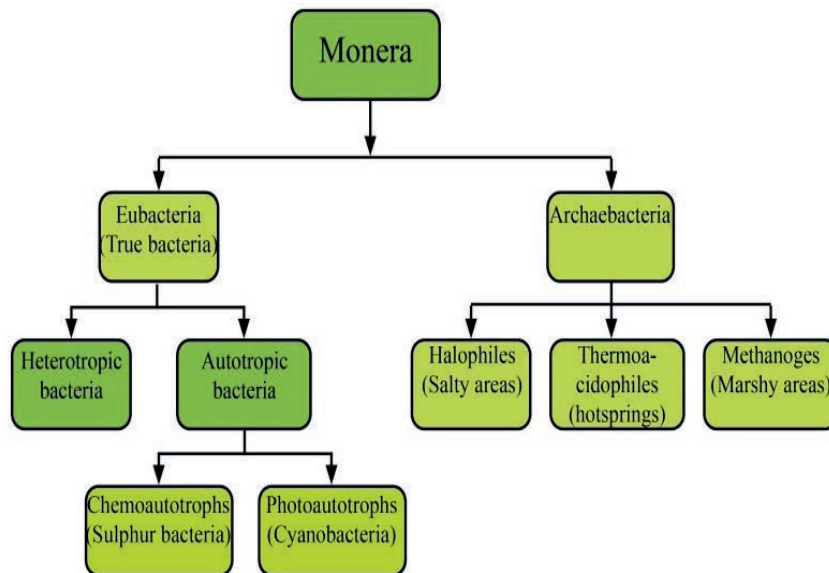 Monera
Eubacteria
(True bacteria)
Archaebacteria
Heterotropic
bacteria
Autotropic
bacteria
Halophiles
(Salty areas)
Thermoa-
cidophiles
(hotsprings)
Methanoges
(Marshy areas)
Chemoautotrophs
(Sulphur bacteria)
Photoautotrophs
(Cyanobacteria)